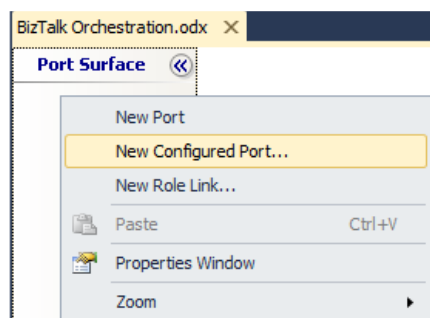 BizTalk Orchestration.odx
Port Surface
New Port
New Configured Port...
New Role Link...
Paste Ctrl+V
Properties Window
Zoom